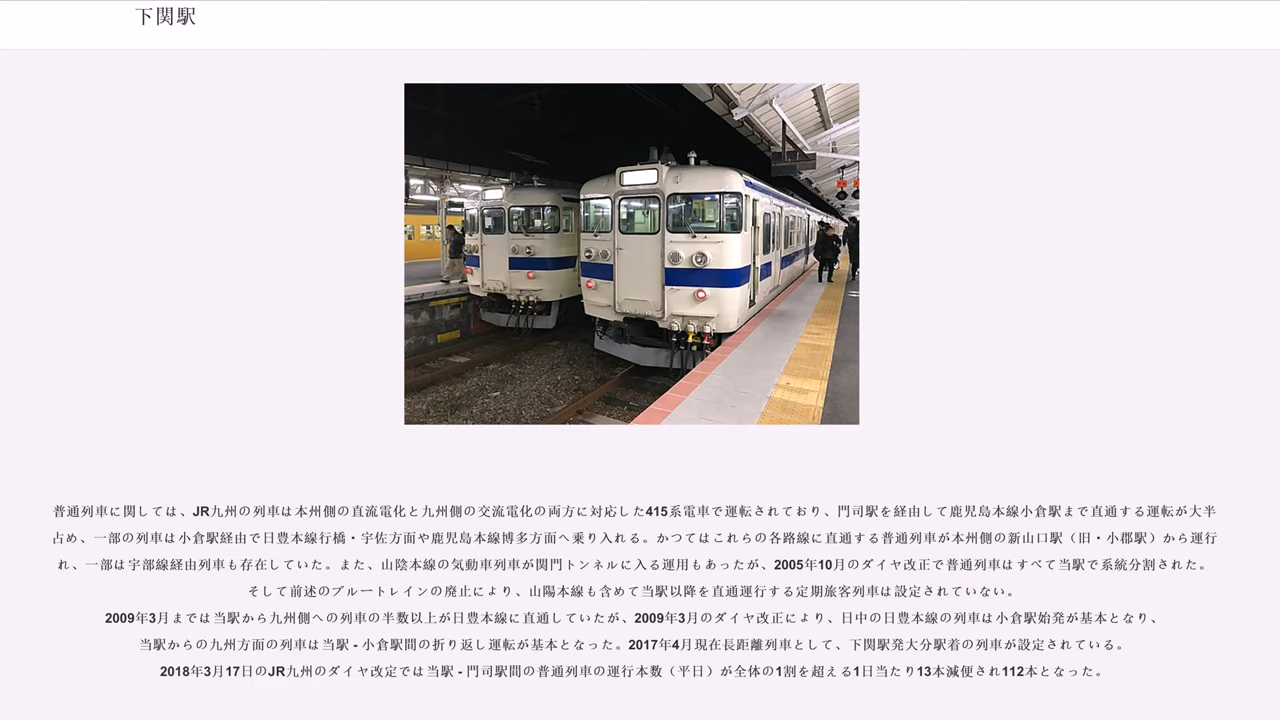 下関駅
普通列車に関しては、JR九州の列車は本州側の直流電化と九州側の交流電化の両方に対応した415系電車で運転されており、門司駅を経由して鹿児島本線小倉駅まで直通する運転が大半
占め、一部の列車は小倉駅経由で日豊本線行橋・宇佐方面や鹿児島本線博多方面へ乗り入れる。かつてはこれらの各路線に直通する普通列車が本州側の新山口駅（旧・小郡駅）から運行
れ、一部は宇部線経由列車も存在していた。また、山陰本線の気動車列車が関門トンネルに入る運用もあったが、2005年10月のダイヤ改正で普通列車はすべて当駅で系統分割された。
そして前述のブルートレインの廃止により、山陽本線も含めて当駅以降を直通運行する定期旅客列車は設定されていない。
2009年3月までは当駅から九州側への列車の半数以上が日豊本線に直通していたが、2009年3月のダイヤ改正により、日中の日豊本線の列車は小倉駅始発が基本となり、
当駅からの九州方面の列車は当駅 - 小倉駅間の折り返し運転が基本となった。2017年4月現在長距離列車として、下関駅発大分駅着の列車が設定されている。
2018年3月17日のJR九州のダイヤ改定では当駅 - 門司駅間の普通列車の運行本数（平日）が全体の1割を超える1日当たり13本減便され112本となった。